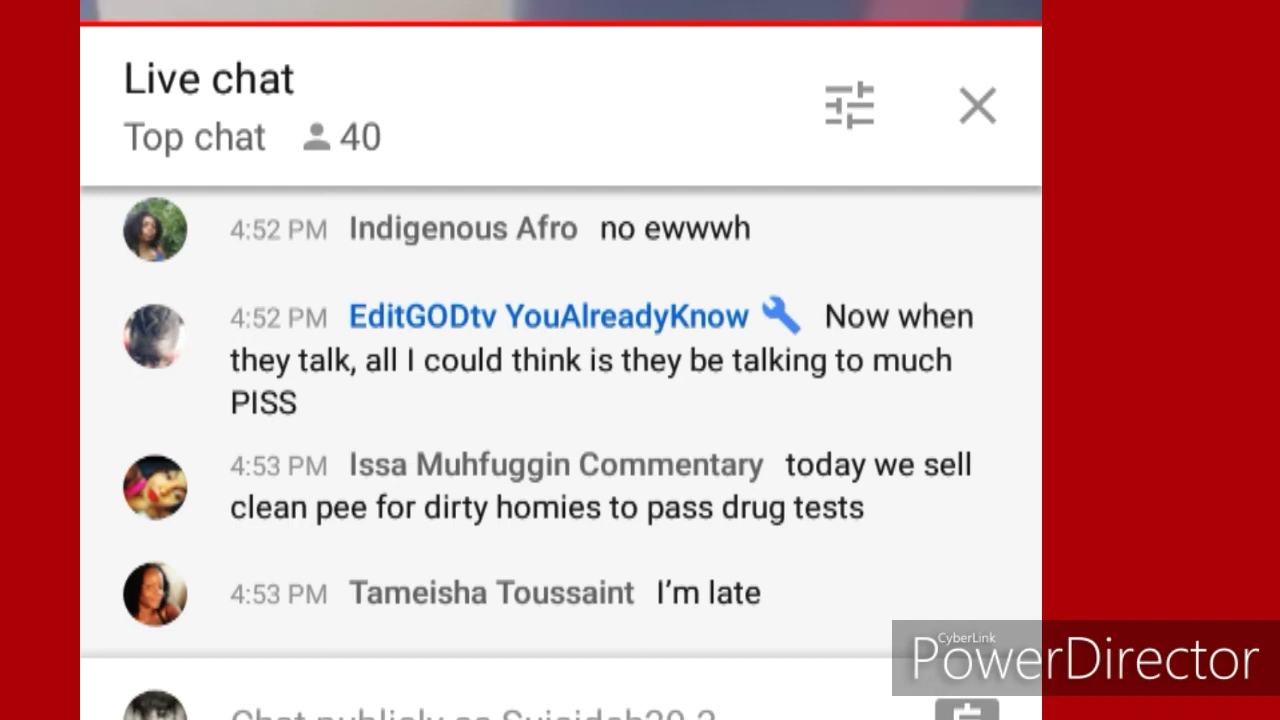 Live chat
Top chat 40
4:52 PM Indigenous Afro no ewwwh
4:52 PM EditGODtv YouAlreadyKnow Now when
they talk, all I could think is they be talking to much
PISS
4:53 PM Issa Muhfuggin Commentary today we sell
clean pee for dirty homies to pass drug tests
4:53 PM Tameisha Toussaint I'm late
CyberLink
PowerDirector
Chat publicly as